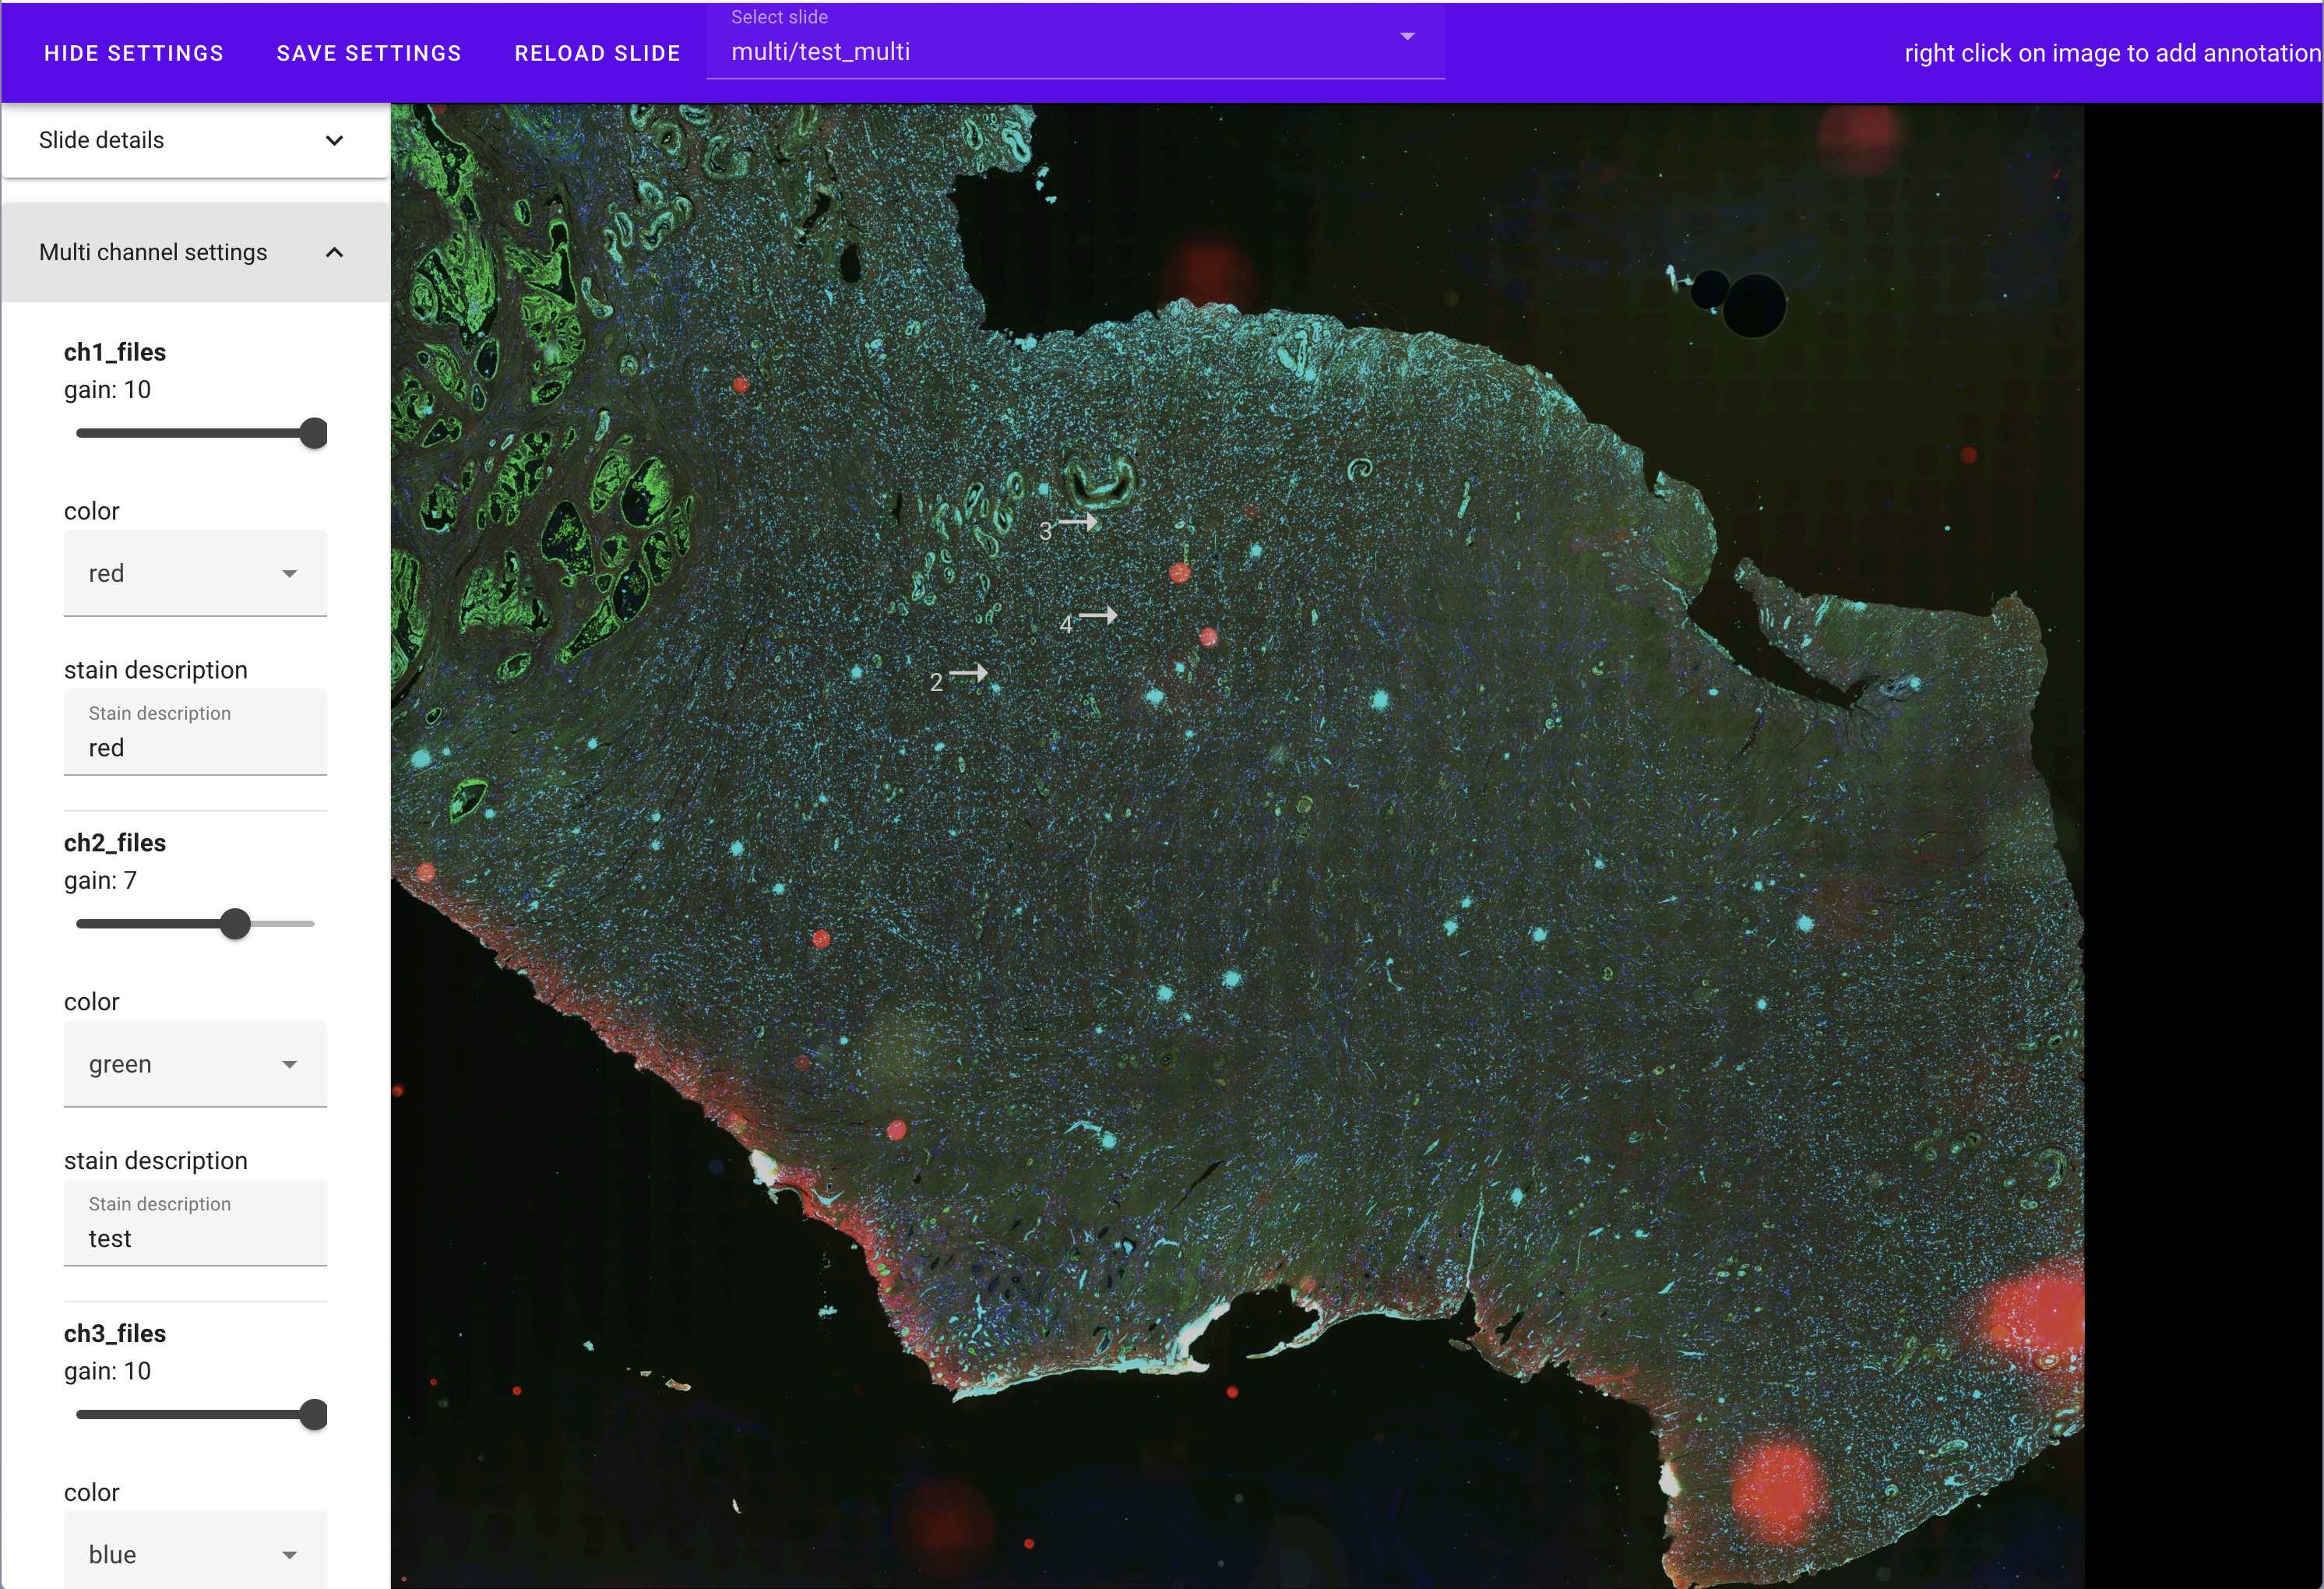 HIDE SETTINGS
SAVE SETTINGS
RELOAD SLIDE
Select slide
multi/test_multi
right click on image to add annotation
Slide details
Multi channel settings
ch1_files
gain: 10
color
red
stain description
Stain description
red
ch2_files
gain: 7
color
green
stain description
Stain description
test
ch3_files
gain: 10
color
blue
3
4
2